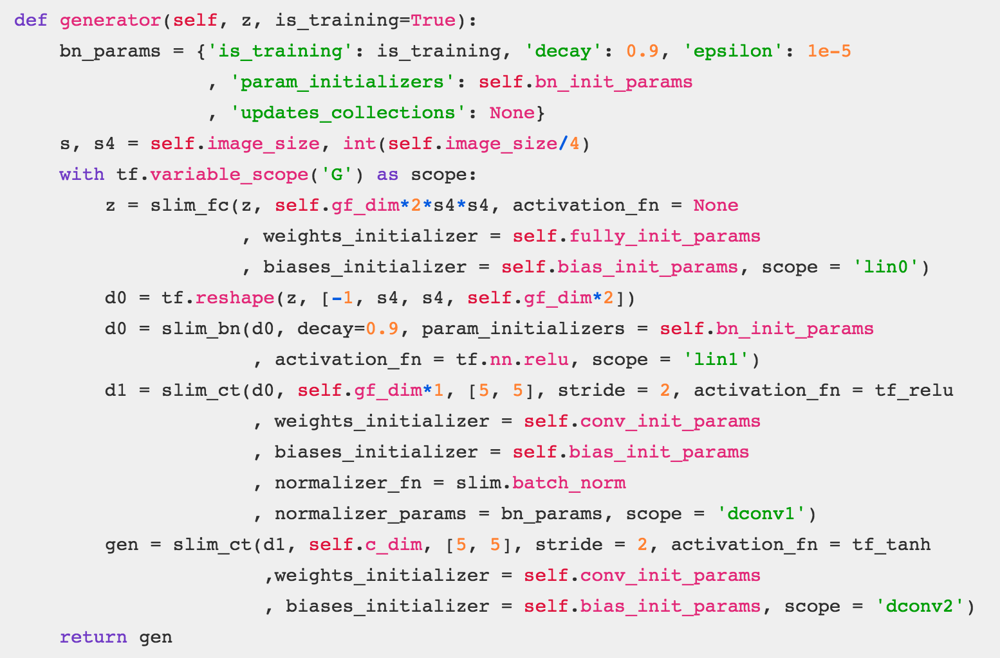 def generator(self, z, is_training=True):
    bn_params = {'is_training': is_training, 'decay': 0.9, 'epsilon': 1e-5
                 , 'param_initializers': self.bn_init_params
                 , 'updates_collections': None}
    s, s4 = self.image_size, int(self.image_size/4)
    with tf.variable_scope('G') as scope:
        z = slim_fc(z, self.gf_dim*2*s4*s4, activation_fn = None
                    , weights_initializer = self.fully_init_params
                    , biases_initializer = self.bias_init_params, scope = 'lin0')
        d0 = tf.reshape(z, [-1, s4, s4, self.gf_dim*2])
        d0 = slim_bn(d0, decay=0.9, param_initializers = self.bn_init_params
                     , activation_fn = tf.nn.relu, scope = 'lin1')
        d1 = slim_ct(d0, self.gf_dim*1, [5, 5], stride = 2, activation_fn = tf_relu
                     , weights_initializer = self.conv_init_params
                     , biases_initializer = self.bias_init_params
                     , normalizer_fn = slim.batch_norm
                     , normalizer_params = bn_params, scope = 'dconv1')
        gen = slim_ct(d1, self.c_dim, [5, 5], stride = 2, activation_fn = tf_tanh
                      ,weights_initializer = self.conv_init_params
                      , biases_initializer = self.bias_init_params, scope = 'dconv2')
    return gen